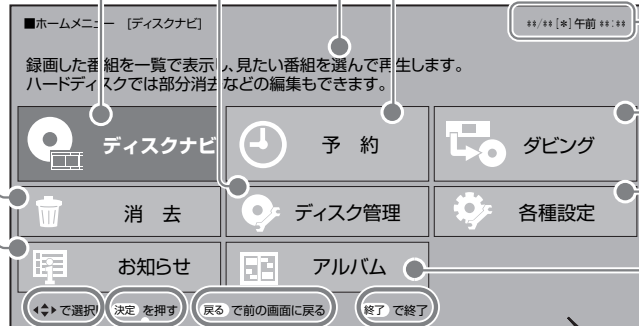 ■ホームメニュー [ディスクナビ]
**/**[*]午前**:**
録画した番組を一覧で表示し、見たい番組を選んで再生します。
ハードディスクでは部分消去などの編集もできます。
ディスクナビ
予 約
ダビング
消 去
ディスク管理
各種設定
お知らせ
アルバム
で選択 決定 を押す 戻る で前の画面に戻る 終了 で終了